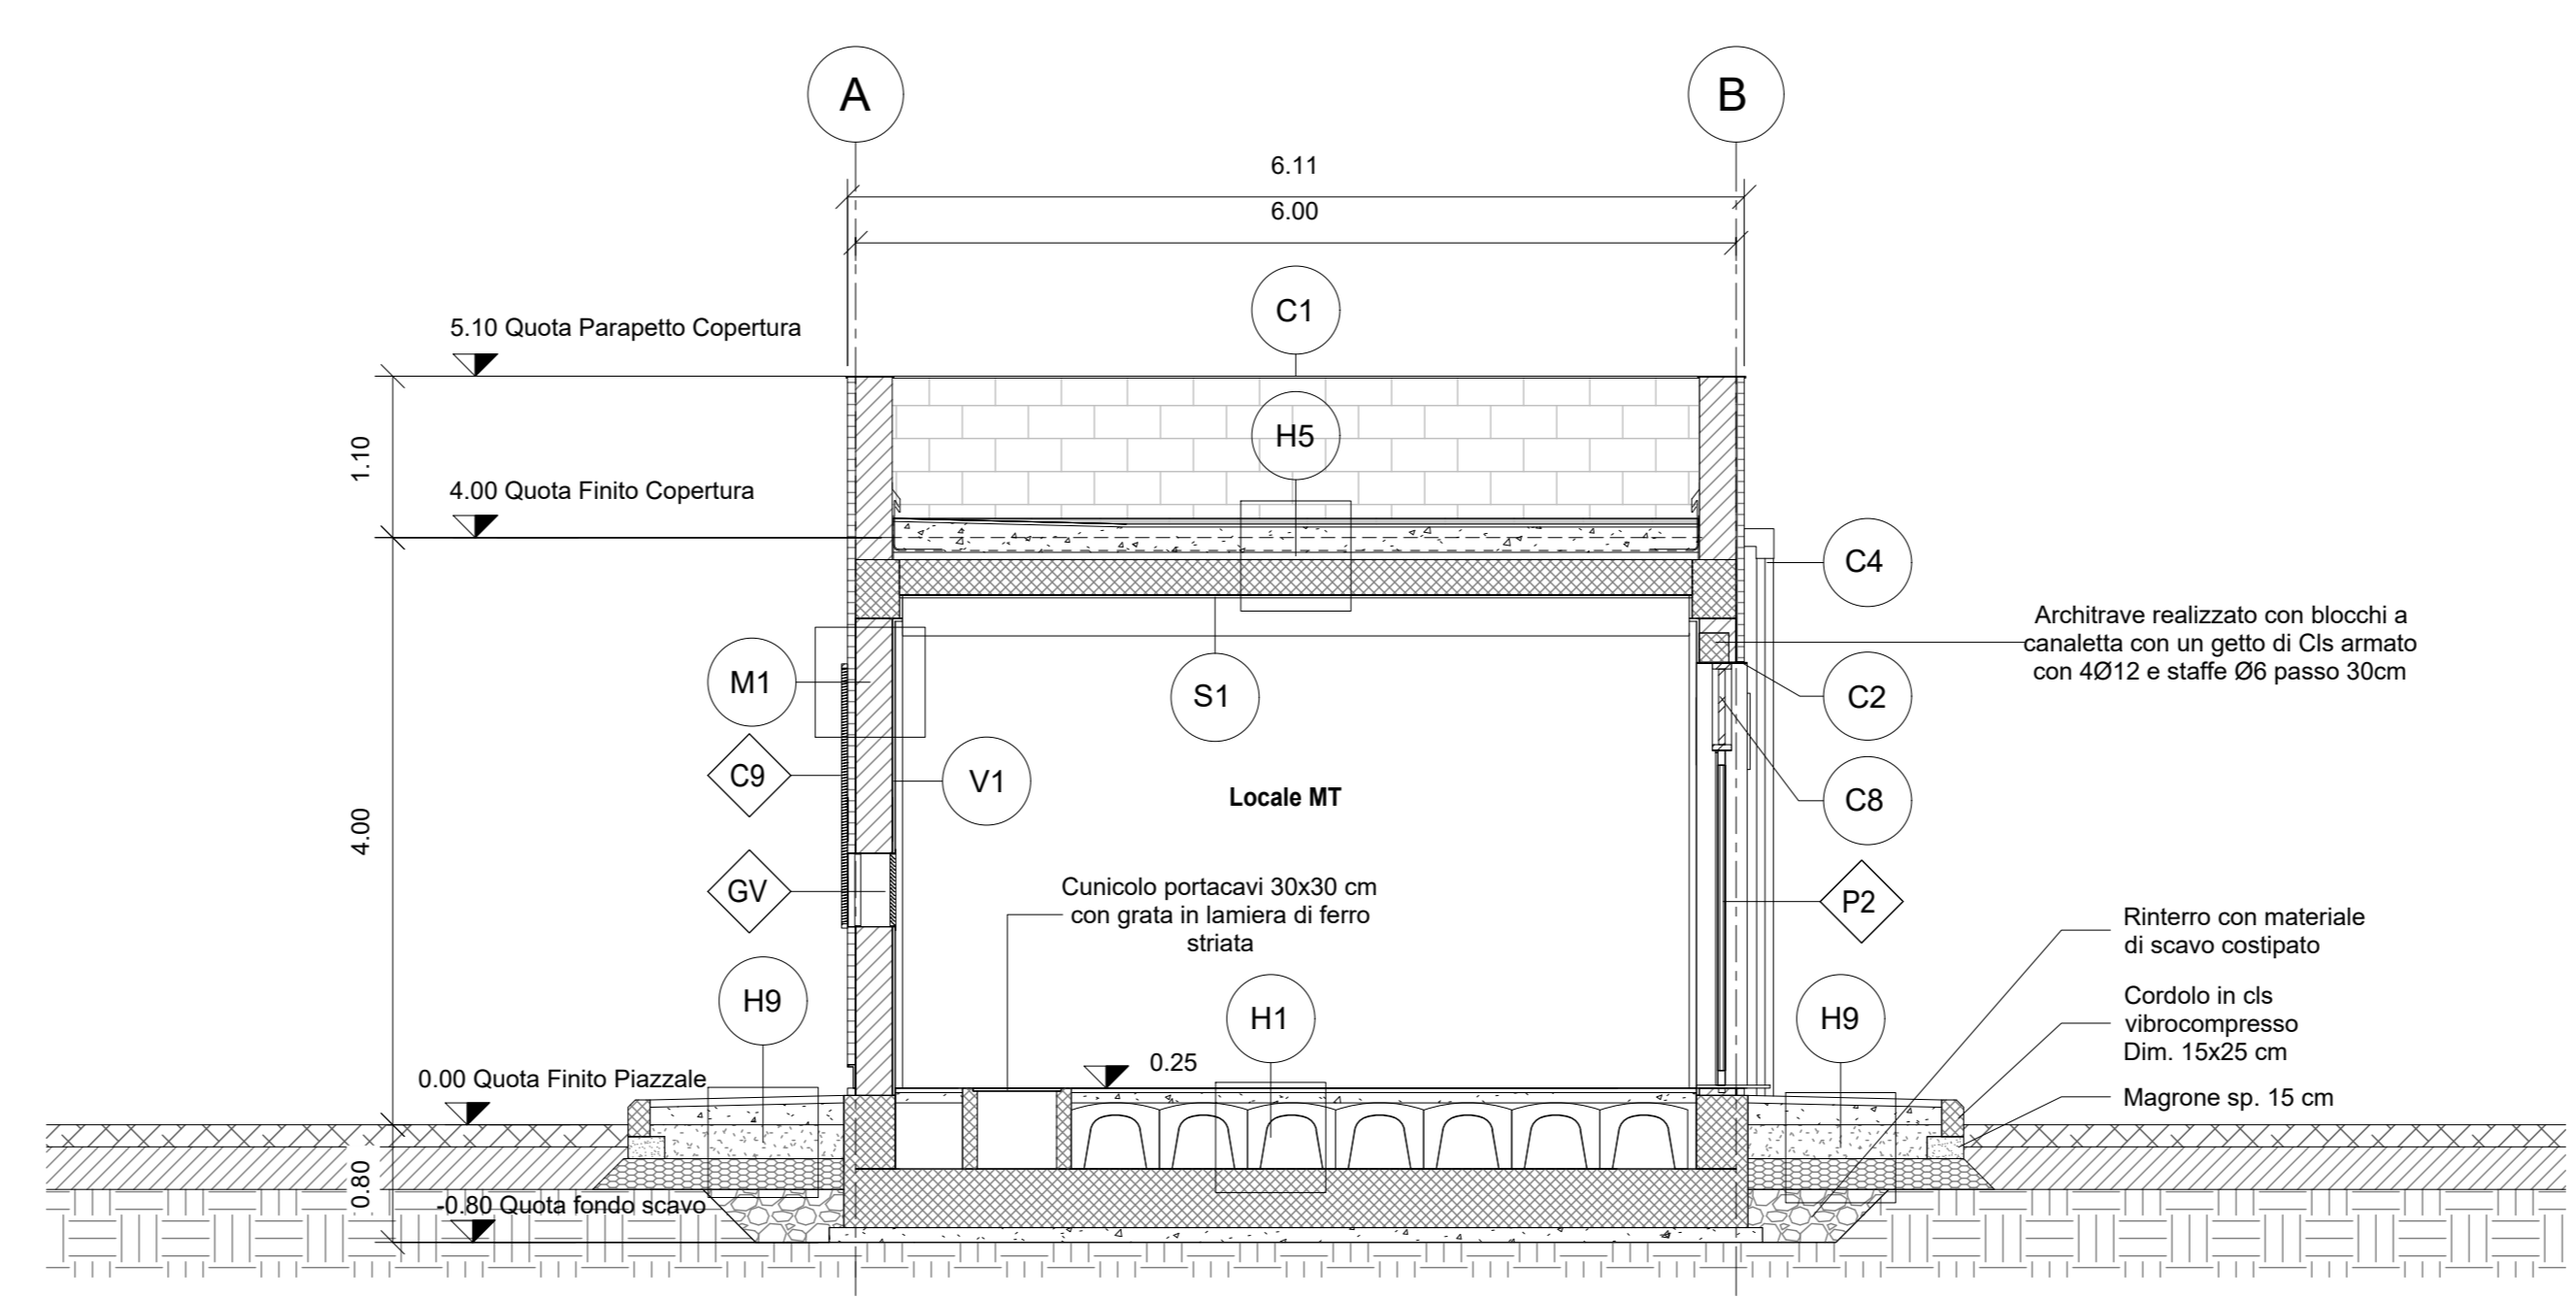 A
B
6.11
6.00
C1
5.10 Quota Parapetto Copertura
H5
1.10
4.00 Quota Finito Copertura
C4
Architrave realizzato con blocchi a
canaletta con un getto di Cls armato
con 4Ø12 e staffe Ø6 passo 30cm
M1
S1
C2
C9
V1
Locale MT
C8
4.00
GV
Cunicolo portacavi 30x30 cm
con grata in lamiera di ferro
striata
P2
Rinterro con materiale
di scavo costipato
H9
H1
H9
Cordolo in cls
vibrocompresso
Dim. 15x25 cm
0.25
0.00 Quota Finito Piazzale
Magrone sp. 15 cm
0.80
-0.80 Quota fondo scavo